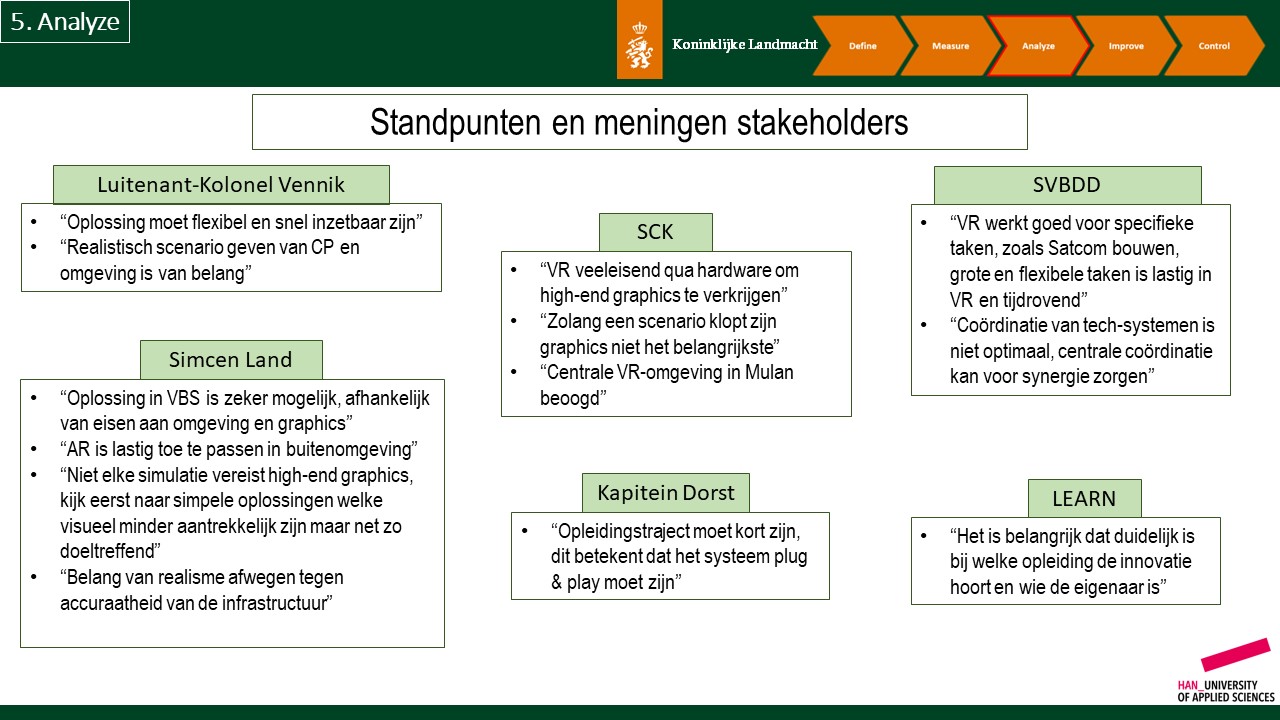 5. Analyze
Koninklijke Landmacht
Define
Measure
Analyze
Improve
Control
Standpunten en meningen stakeholders
Luitenant-Kolonel Vennik
• “Oplossing moet flexibel en snel inzetbaar zijn”
• “Realistisch scenario geven van CP en
omgeving is van belang”
Simcen Land
• “Oplossing in VBS is zeker mogelijk, afhankelijk
van eisen aan omgeving en graphics”
• “AR is lastig toe te passen in buitenomgeving”
• “Niet elke simulatie vereist high-end graphics,
kijk eerst naar simpele oplossingen welke
visueel minder aantrekkelijk zijn maar net zo
doeltreffend”
• “Belang van realisme afwegen tegen
accuraatheid van de infrastructuur”
SCK
• “VR veeleisend qua hardware om
high-end graphics te verkrijgen”
• “Zolang een scenario klopt zijn
graphics niet het belangrijkste”
• “Centrale VR-omgeving in Mulan
beoogd”
Kapitein Dorst
• “Opleidingstraject moet kort zijn,
dit betekent dat het systeem plug
& play moet zijn”
SVBDD
• “VR werkt goed voor specifieke
taken, zoals Satcom bouwen,
grote en flexibele taken is lastig in
VR en tijdrovend”
• “Coördinatie van tech-systemen is
niet optimaal, centrale coördinatie
kan voor synergie zorgen”
LEARN
• “Het is belangrijk dat duidelijk is
bij welke opleiding de innovatie
hoort en wie de eigenaar is”
HAN_UNIVERSITY
OF APPLIED SCIENCES